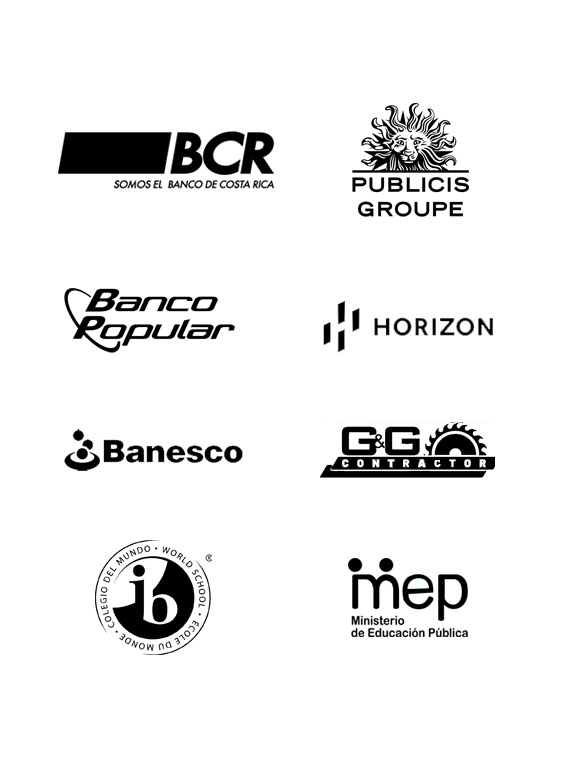 BCR
SOMOS EL BANCO DE COSTA RICA
PUBLICIS
GROUPE
Banco
Popular
HORIZON
Banesco
G&G
CONTRACTOR
ib
COLEGIO DEL MUNDO • WORLD SCHOOL • ÉCOLE DU MONDE •
®
mep
Ministerio
de Educación Pública